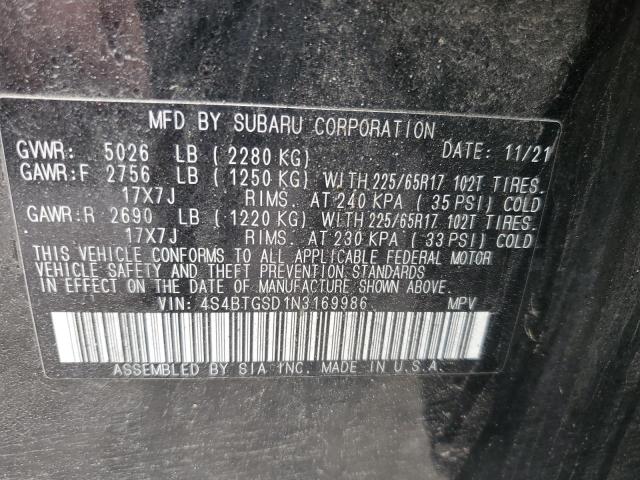 MFD BY SUBARU CORPORATION
GVWR: 5026 LB ( 2280 KG) DATE: 11/21
GAWR:F 2756 LB ( 1250 KG) WITH 225/65R17 102T TIRES.
17X7J RIMS. AT 240 KPA ( 35 PSI) COLD
GAWR:R 2690 LB ( 1220 KG) WITH 225/65R17 102T TIRES.
17X7J RIMS. AT 230 KPA ( 33 PSI) COLD.
THIS VEHICLE CONFORMS TO ALL APPLICABLE FEDERAL MOTOR
VEHICLE SAFETY AND THEFT PREVENTION STANDARDS
IN EFFECT ON THE DATE OF MANUFACTURE SHOWN ABOVE.
VIN: 4S4BTGSD1N3169986 MPV
ASSEMBLED BY SIA INC. MADE IN U.S.A.